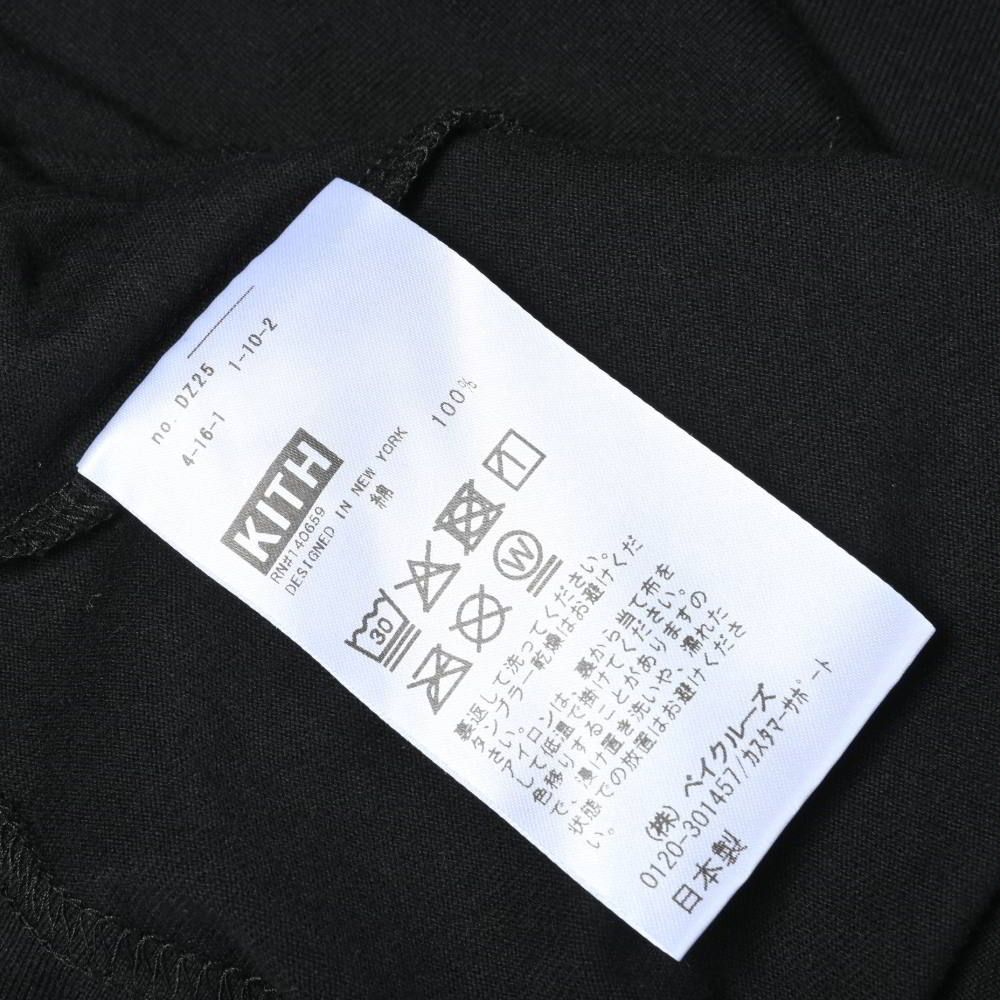 no. DZ25
4-16-1 1-10-2
KITH
RN#140659
DESIGNED IN NEW YORK
綿 100%
30
W
裏返して洗ってください。
タンブラー乾燥はお避けくだ
さい。
アイロンは、裏から当て布を
して低温で掛けてください。
色移りすることがありますの
で、浸け置き洗いや、濡れた
状態での放置はお避けくださ
い。
(株) ベイクルーズ
0120-301457/カスタマーサポート
日本製